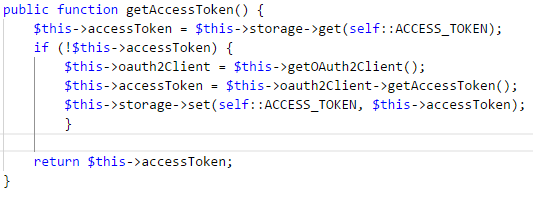 public function getAccessToken() {
    $this->accessToken = $this->storage->get(self::ACCESS_TOKEN);
    if (!$this->accessToken) {
        $this->oauth2Client = $this->getOAuth2Client();
        $this->accessToken = $this->oauth2Client->getAccessToken();
        $this->storage->set(self::ACCESS_TOKEN, $this->accessToken);
        }
    return $this->accessToken;
}